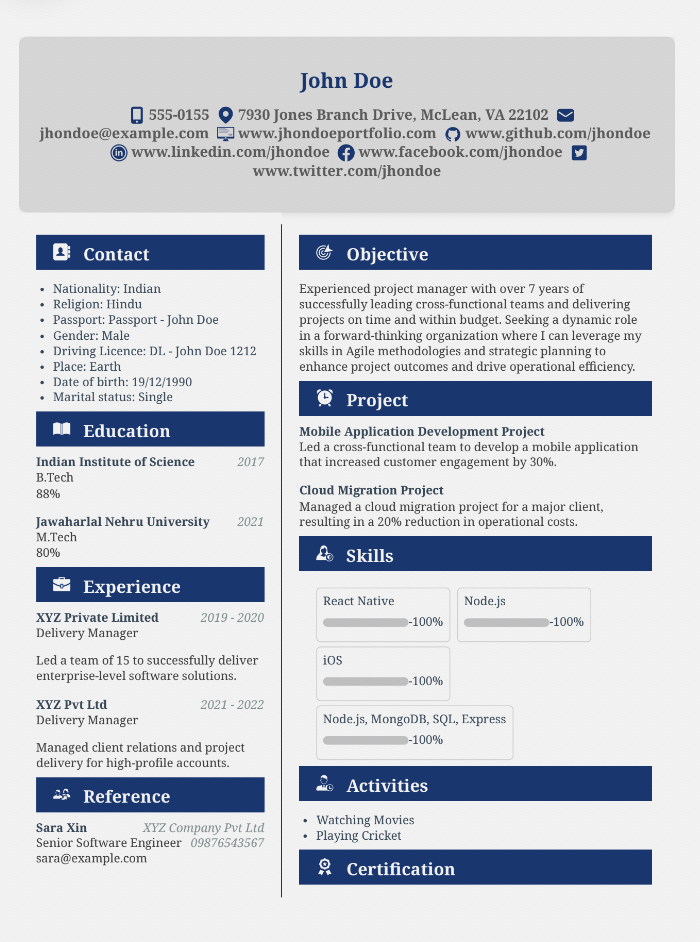 John Doe
555-0155 7930 Jones Branch Drive, McLean, VA 22102
jhondoe@example.com www.jhondoeportfolio.com www.github.com/jhondoe
www.linkedin.com/jhondoe www.facebook.com/jhondoe
www.twitter.com/jhondoe
Contact
• Nationality: Indian
• Religion: Hindu
• Passport: Passport - John Doe
• Gender: Male
• Driving Licence: DL - John Doe 1212
• Place: Earth
• Date of birth: 19/12/1990
• Marital status: Single
Education
Indian Institute of Science 2017
B.Tech
88%
Jawaharlal Nehru University 2021
M.Tech
80%
Experience
XYZ Private Limited 2019 - 2020
Delivery Manager
Led a team of 15 to successfully deliver
enterprise-level software solutions.
XYZ Pvt Ltd 2021 - 2022
Delivery Manager
Managed client relations and project
delivery for high-profile accounts.
Reference
Sara Xin XYZ Company Pvt Ltd
Senior Software Engineer 09876543567
sara@example.com
Objective
Experienced project manager with over 7 years of
successfully leading cross-functional teams and delivering
projects on time and within budget. Seeking a dynamic role
in a forward-thinking organization where I can leverage my
skills in Agile methodologies and strategic planning to
enhance project outcomes and drive operational efficiency.
Project
Mobile Application Development Project
Led a cross-functional team to develop a mobile application
that increased customer engagement by 30%.
Cloud Migration Project
Managed a cloud migration project for a major client,
resulting in a 20% reduction in operational costs.
Skills
React Native
-100%
Node.js
-100%
iOS
-100%
Node.js, MongoDB, SQL, Express
-100%
Activities
• Watching Movies
• Playing Cricket
Certification